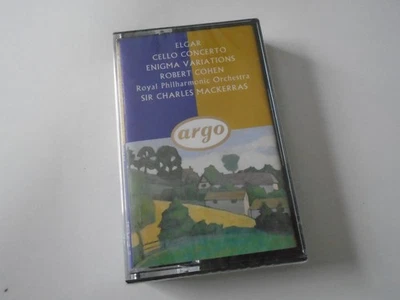 ELGAR
CELLO CONCERTO
ENIGMA VARIATIONS
ROBERT COHEN
Royal Philharmonic Orchestra
SIR CHARLES MACKERRAS
argo